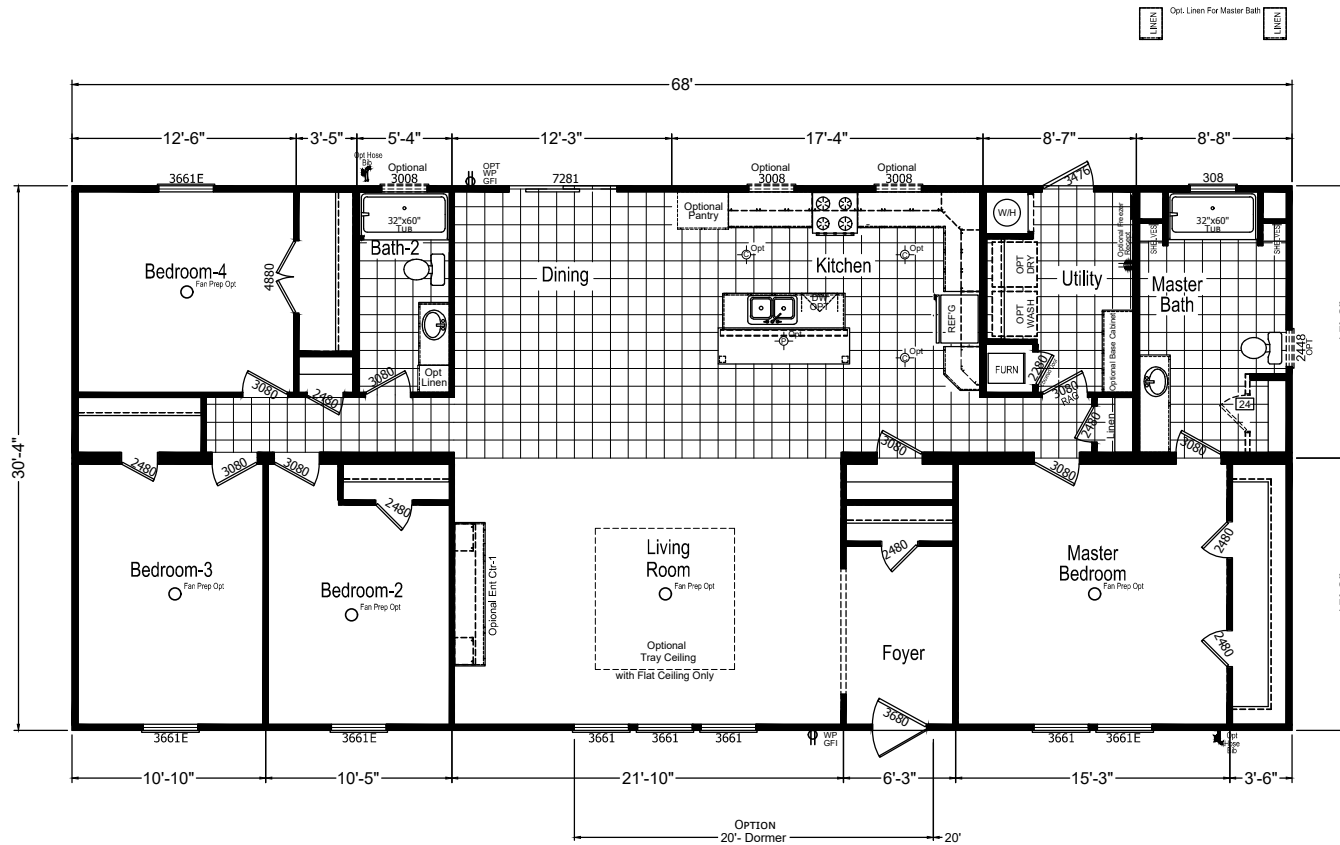 Opt. Linen For Master Bath
LINEN
LINEN
68'
12'-6"
3'-5"
5'-4"
12'-3"
17'-4"
8'-7"
8'-8"
Opt Hose
Bib
OPT
WP
GFI
Optional
3008
Optional
3008
Optional
3008
3661E
7281
3476
308
32"x60"
TUB
Bath-2
Optional
Pantry
W/H
Optional Freezer
Recept
SHELVES
32"x60"
TUB
SHELVES
Bedroom-4
Fan Prep Opt
4880
Dining
Opt
Kitchen
Opt
OPT
DRY
Utility
Master
Bath
DW
OPT
REF'G
OPT
WASH
Opt
Opt
Optional Base Cabinet
2448
OPT
Opt
Linen
FURN
2280
3080
RAG
24
3080
2480
3080
2480
Linen
30'-4"
2480
3080
3080
3080
3080
3080
2480
2480
2480
Bedroom-3
Fan Prep Opt
Bedroom-2
Fan Prep Opt
Opional Ent Ctr-1
Living
Room
Fan Prep Opt
Optional
Tray Ceiling
with Flat Ceiling Only
Foyer
Master
Bedroom
Fan Prep Opt
2480
3680
3661E
3661E
3661
3661
3661
WP
GFI
3661
3661E
Opt
Hose
Bib
10'-10"
10'-5"
21'-10"
6'-3"
15'-3"
3'-6"
OPTION
20'- Dormer
20'